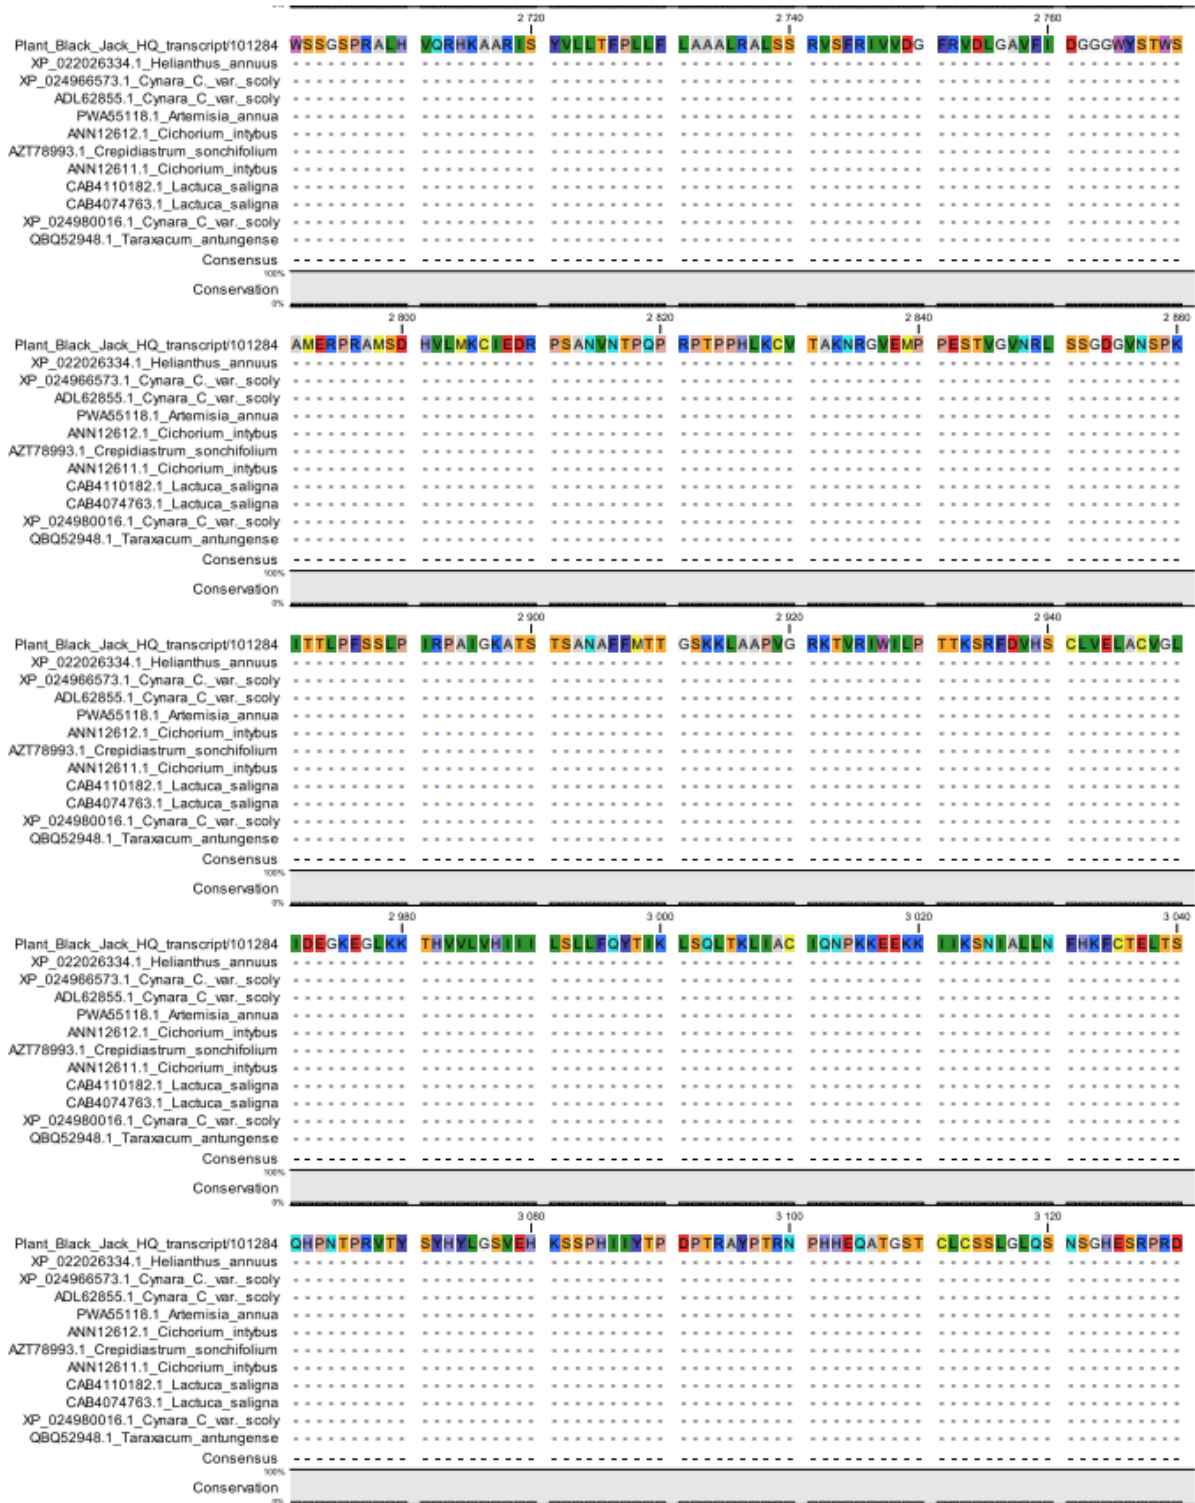 2 720 2 740 2 760
Plant_Black_Jack_HQ_transcript/101284 WSSGSPRALH VQRHKAARIS YVLLTFPLLF LAAALRALSS RVSFRIVVDG FRVDLGAVFI DGGGWYSTWS
XP_022026334.1_Helianthus_annuus - - - - - - - - - - - - - - - - - - - - - - - - - - - - - - - - - - - - - - - - - - - - - - - - - - - - - - - - - - - - - - - - - - - - - -
XP_024966573.1_Cynara_C._var._scoly
ADL62855.1_Cynara_C_var._scoly
PWA55118.1_Artemisia_annua
ANN12612.1_Cichorium_intybus
AZT78993.1_Crepidiastrum_sonchifolium
ANN12611.1_Cichorium_intybus
CAB4110182.1_Lactuca_saligna
CAB4074763.1_Lactuca_saligna
XP_024980016.1_Cynara_C_var._scoly
QBQ52948.1_Taraxacum_antungense
Consensus
100%
Conservation
0%
2 800 2 820 2 840 2 860
Plant_Black_Jack_HQ_transcript/101284 AMERPRAMSD HVLMKCIEDR PSANVNTPQP RPTPPHLKCV TAKNRGVEMP PESTVGVNRL SSGDGVNSPK
XP_022026334.1_Helianthus_annuus
XP_024966573.1_Cynara_C._var._scoly
ADL62855.1_Cynara_C_var._scoly
PWA55118.1_Artemisia_annua
ANN12612.1_Cichorium_intybus
AZT78993.1_Crepidiastrum_sonchifolium
ANN12611.1_Cichorium_intybus
CAB4110182.1_Lactuca_saligna
CAB4074763.1_Lactuca_saligna
XP_024980016.1_Cynara_C_var._scoly
QBQ52948.1_Taraxacum_antungense
Consensus
100%
Conservation
0%
2 900 2 920 2 940
Plant_Black_Jack_HQ_transcript/101284 ITTLPFSSLP IRPAIGKATS TSANAFFMTT GSKKLAAPVG RKTVRIWILP TTKSRFDVHS CLVELACVGL
XP_022026334.1_Helianthus_annuus
XP_024966573.1_Cynara_C._var._scoly
ADL62855.1_Cynara_C_var._scoly
PWA55118.1_Artemisia_annua
ANN12612.1_Cichorium_intybus
AZT78993.1_Crepidiastrum_sonchifolium
ANN12611.1_Cichorium_intybus
CAB4110182.1_Lactuca_saligna
CAB4074763.1_Lactuca_saligna
XP_024980016.1_Cynara_C_var._scoly
QBQ52948.1_Taraxacum_antungense
Consensus
100%
Conservation
0%
2 980 3 000 3 020 3 040
Plant_Black_Jack_HQ_transcript/101284 IDEGKEGLKK THVVLVHIII LSLLFQYTIK LSQLTKLIAC IQNPKKEEKK IIKSNIALLN FHKFCTELTS
XP_022026334.1_Helianthus_annuus
XP_024966573.1_Cynara_C._var._scoly
ADL62855.1_Cynara_C_var._scoly
PWA55118.1_Artemisia_annua
ANN12612.1_Cichorium_intybus
AZT78993.1_Crepidiastrum_sonchifolium
ANN12611.1_Cichorium_intybus
CAB4110182.1_Lactuca_saligna
CAB4074763.1_Lactuca_saligna
XP_024980016.1_Cynara_C_var._scoly
QBQ52948.1_Taraxacum_antungense
Consensus
100%
Conservation
0%
3 080 3 100 3 120
Plant_Black_Jack_HQ_transcript/101284 QHPNTPRVTY SYHYLGSVEH KSSPHIIYTP DPTRAYPTRN PHHEQATGST CLCSSLGLQS NSGHESRPRD
XP_022026334.1_Helianthus_annuus
XP_024966573.1_Cynara_C._var._scoly
ADL62855.1_Cynara_C_var._scoly
PWA55118.1_Artemisia_annua
ANN12612.1_Cichorium_intybus
AZT78993.1_Crepidiastrum_sonchifolium
ANN12611.1_Cichorium_intybus
CAB4110182.1_Lactuca_saligna
CAB4074763.1_Lactuca_saligna
XP_024980016.1_Cynara_C_var._scoly
QBQ52948.1_Taraxacum_antungense
Consensus
100%
Conservation
0%